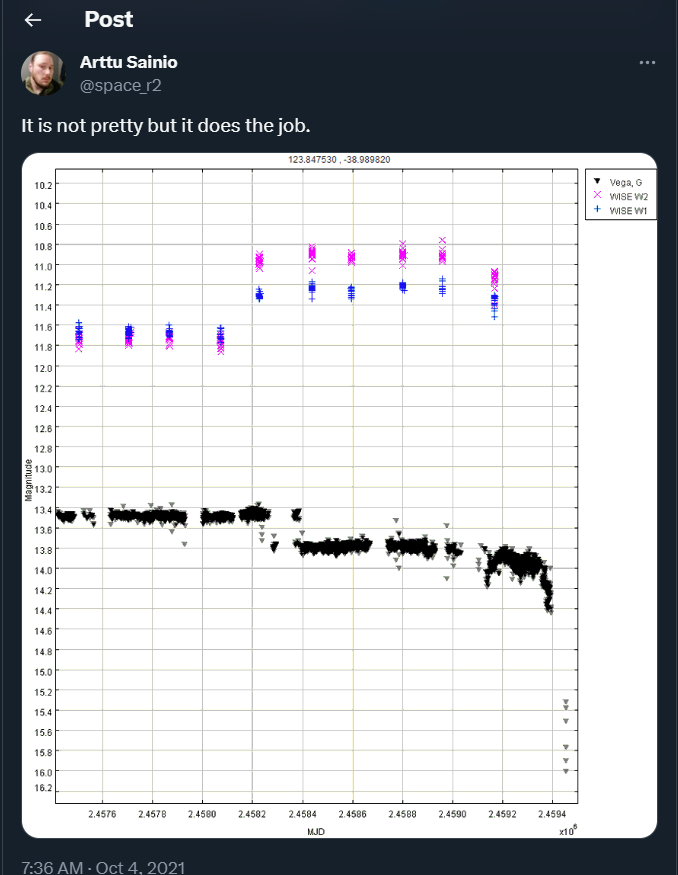 Post
Arttu Sainio
@space_r2
It is not pretty but it does the job.
123.847530 , -38.989820
Vega, G
WISE W2
WISE W1
10.2
10.4
10.6
10.8
11.0
11.2
11.4
11.6
11.8
12.0
12.2
12.4
12.6
12.8
13.0
13.2
13.4
13.6
13.8
14.0
14.2
14.4
14.6
14.8
15.0
15.2
15.4
15.6
15.8
16.0
16.2
Magnitude
2.4576 2.4578 2.4580 2.4582 2.4584 2.4586 2.4588 2.4590 2.4592 2.4594
x10⁶
MJD
7:36 AM · Oct 4, 2021